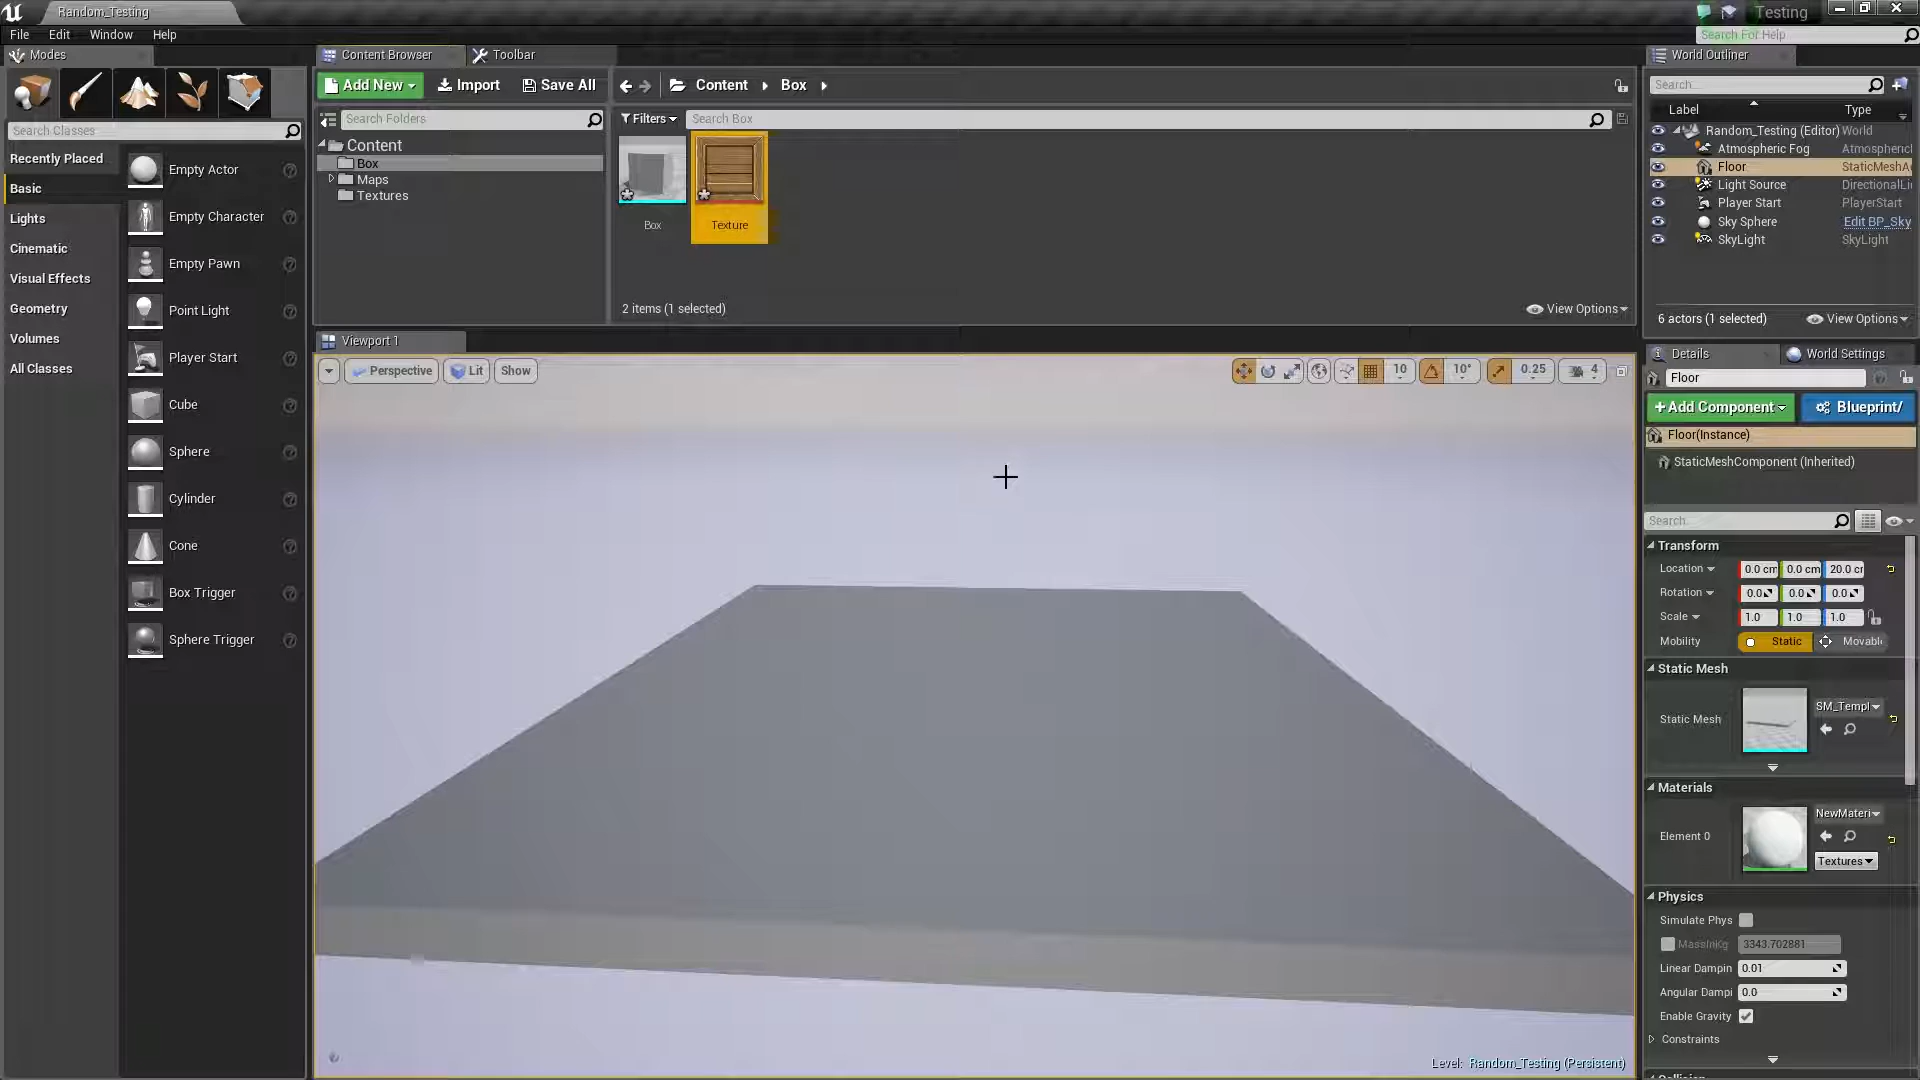 Random_Testing
Testing
File Edit Window Help
Search For Help
Modes
Content Browser
Toolbar
World Outliner
Add New
Import
Save All
Content
Box
Search...
Label
Type
Search Classes
Search Folders
Filters
Search Box
Recently Placed
Basic
Lights
Cinematic
Visual Effects
Geometry
Volumes
All Classes
Empty Actor
Empty Character
Empty Pawn
Point Light
Player Start
Cube
Sphere
Cylinder
Cone
Box Trigger
Sphere Trigger
Content
Box
Maps
Textures
Box
Texture
2 items (1 selected)
View Options
Random_Testing (Editor) World
Atmospheric Fog Atmospheric
Floor StaticMeshA
Light Source DirectionalLi
Player Start PlayerStart
Sky Sphere Edit BP_Sky
SkyLight SkyLight
6 actors (1 selected)
View Options
Viewport 1
Perspective
Lit
Show
10
10°
0.25
4
Level: Random_Testing (Persistent)
Details
World Settings
Floor
+Add Component
Blueprint/
Floor(Instance)
StaticMeshComponent (Inherited)
Search
Transform
Location 0.0 cm 0.0 cm 20.0 c
Rotation 0.0 0.0 0.0
Scale 1.0 1.0 1.0
Mobility Static Movabl
Static Mesh
Static Mesh
SM_Templ
Materials
Element 0
NewMateri
Textures
Physics
Simulate Phys
MassInKg 3343.702881
Linear Dampin 0.01
Angular Dampi 0.0
Enable Gravity
Constraints